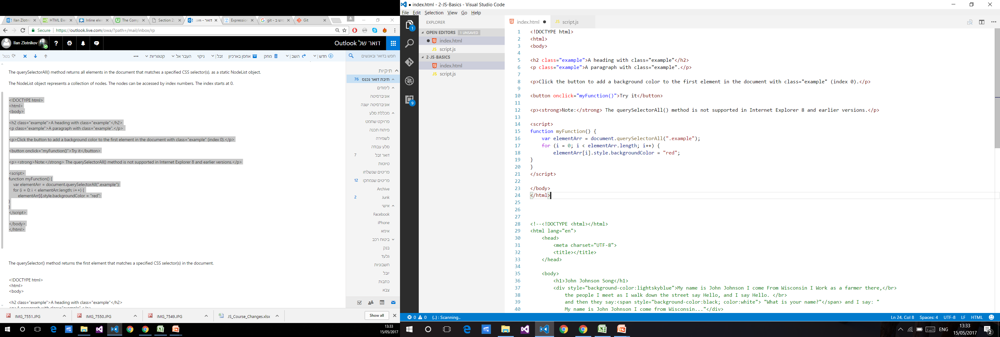 Ilan Zlotni
HTML Eler
Inline elen
The Comp
Section 2:
דואר - com
Expression
git - חיפוש ב
Git
Secure | https://outlook.live.com/owa/?path=/mail/inbox/rp
Ilan Zlotnikov
?
דואר של Outlook
חפש בדואר ובאנשים
חדש | השב | מחק אחסן בארכיון זבל | ניקוי העבר אל קטגוריות ••• בטל
The querySelectorAll() method returns all elements in the document that matches a specified CSS selector(s), as a static NodeList object.
The NodeList object represents a collection of nodes. The nodes can be accessed by index numbers. The index starts at 0.
<!DOCTYPE html>
<html>
<body>
<h2 class="example">A heading with class="example"</h2>
<p class="example">A paragraph with class="example".</p>
<p>Click the button to add a background color to the first element in the document with class="example" (index 0).</p>
<button onclick="myFunction()">Try it</button>
<p><strong>Note:</strong> The querySelectorAll() method is not supported in Internet Explorer 8 and earlier versions.</p>
<script>
function myFunction() {
var elementArr = document.querySelectorAll(".example");
for (i = 0; i < elementArr.length; i++) {
elementArr[i].style.backgroundColor = "red";
}
}
</script>
</body>
</html>
The querySelector() method returns the first element that matches a specified CSS selector(s) in the document.
<!DOCTYPE html>
<html>
<body>
<h2 class="example">A heading with class="example"</h2>
<p>A paragraph with class="example".</p>
תיקיות
תיבת דואר נכנס 76
לימודים
אוניברסיטה
אוניברסיטה ישנה
מכללת סלע
פרויקט שחמט
פיתוח תכנה
לשמירה
סלע עבודה
דואר זבל 7
טיוטות
פריטים שנשלחו
פריטים שנמחקו 12
Archive
Junk 2
אישי
Facebook
iPhone
אימא
ביטוח רכב
בנק
גלעד
חשבוניות
יובל
כתבות
צבא
IMG_7551.JPG
IMG_7550.JPG
IMG_7549.JPG
JS_Course_Changes.xlsx
Show all
13:33
15/05/2017
● index.html - 2-JS-Basics - Visual Studio Code
File Edit Selection View Go Help
EXPLORER
OPEN EDITORS 1 UNSAVED
● index.html
JS script.js
2-JS-BASICS
index.html
JS script.js
1
9
index.html ●
JS script.js
1 <!DOCTYPE html>
2 <html>
3 <body>
4
5 <h2 class="example">A heading with class="example"</h2>
6 <p class="example">A paragraph with class="example".</p>
7
8 <p>Click the button to add a background color to the first element in the document with class="example" (index 0).</p>
9
10 <button onclick="myFunction()">Try it</button>
11
12 <p><strong>Note:</strong> The querySelectorAll() method is not supported in Internet Explorer 8 and earlier versions.</p>
13
14 <script>
15 function myFunction() {
16 var elementArr = document.querySelectorAll(".example");
17 for (i = 0; i < elementArr.length; i++) {
18 elementArr[i].style.backgroundColor = "red";
19 }
20 }
21 </script>
22
23 </body>
24 </html>
25
26
27
28 <!--<!DOCTYPE <html></html>
29 <html lang="en">
30 <head>
31 <meta charset="UTF-8">
32 <title></title>
33 </head>
34
35 <body>
36 <h1>John Johnson Song</h1>
37 <div style="background-color:lightskyblue">My name is John Johnson I come From Wisconsin I Work as a farmer there,</br>
38 the people I meet as I walk down the street say Hello, and I say Hello. </br>
39 and then they say:<span style="background-color:black; color:white"> "What is your name?"</span> and I say: "
40 My name is John Johnson I come from Wisconsin..."</div>
0 0 {..} : Scanning..
Ln 24, Col 8 Spaces: 4 UTF-8 LF HTML
ENG
13:33
15/05/2017
2